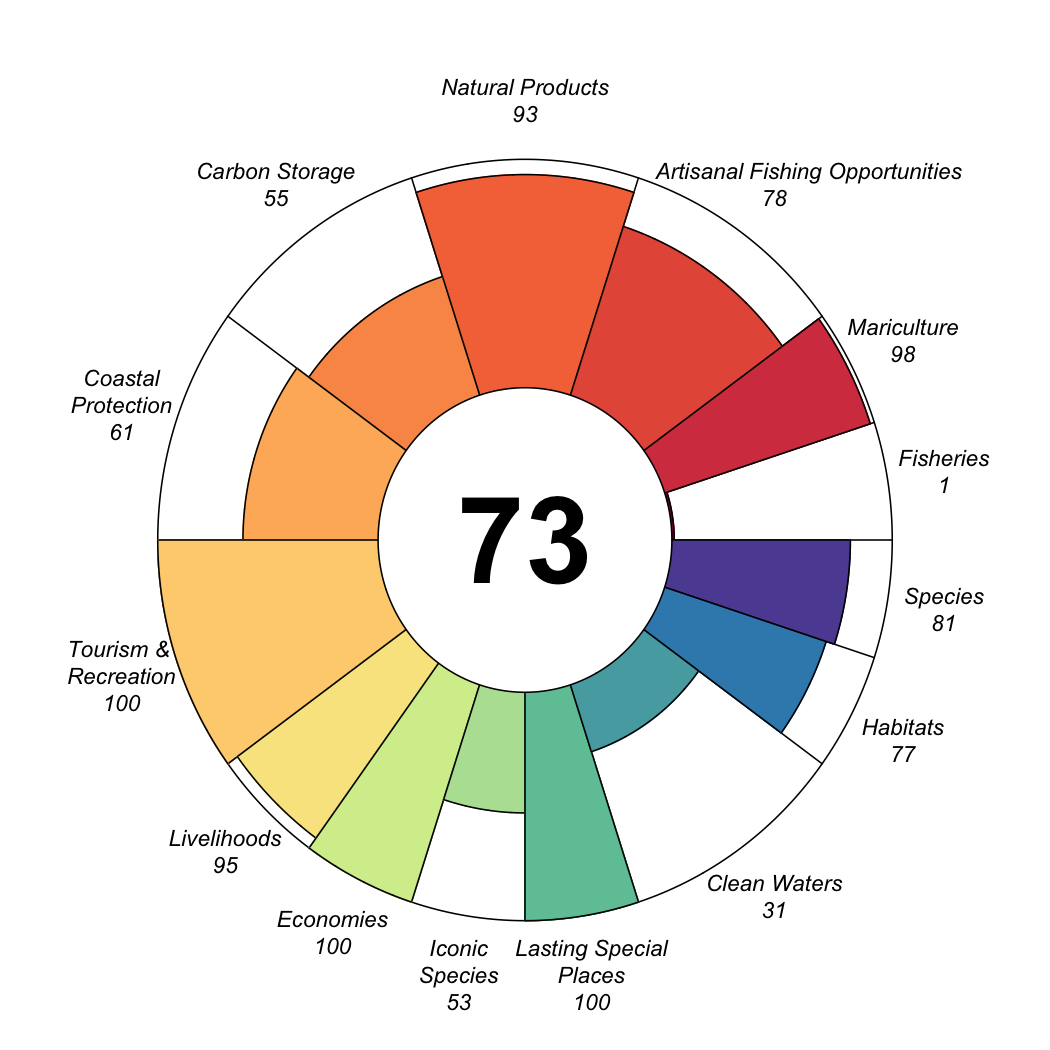 Natural Products
93
Carbon Storage
55
Artisanal Fishing Opportunities
78
Mariculture
98
Coastal
Protection
61
Fisheries
1
73
Species
81
Tourism &
Recreation
100
Habitats
77
Livelihoods
95
Clean Waters
31
Economies
100
Iconic
Species
53
Lasting Special
Places
100